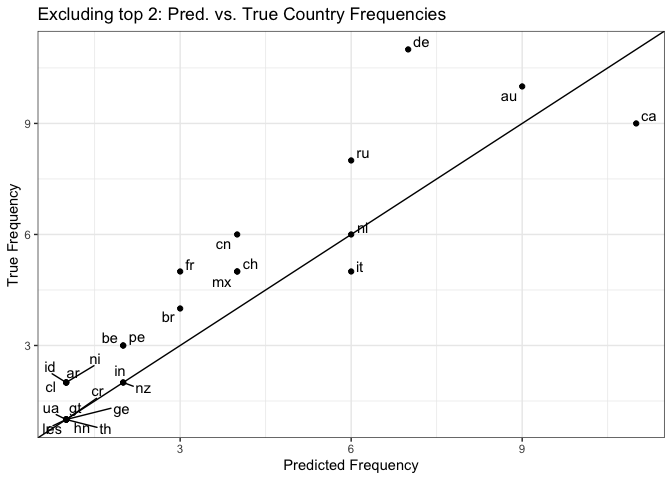 Excluding top 2: Pred. vs. True Country Frequencies
de
au
ca
9
ru
True Frequency
nl
6
cn
fr
ch
it
mx
br
be
pe
3
ni
id
ar
in
cl
cr
nz
ua
gt
ge
es
hn
th
3
6
9
Predicted Frequency